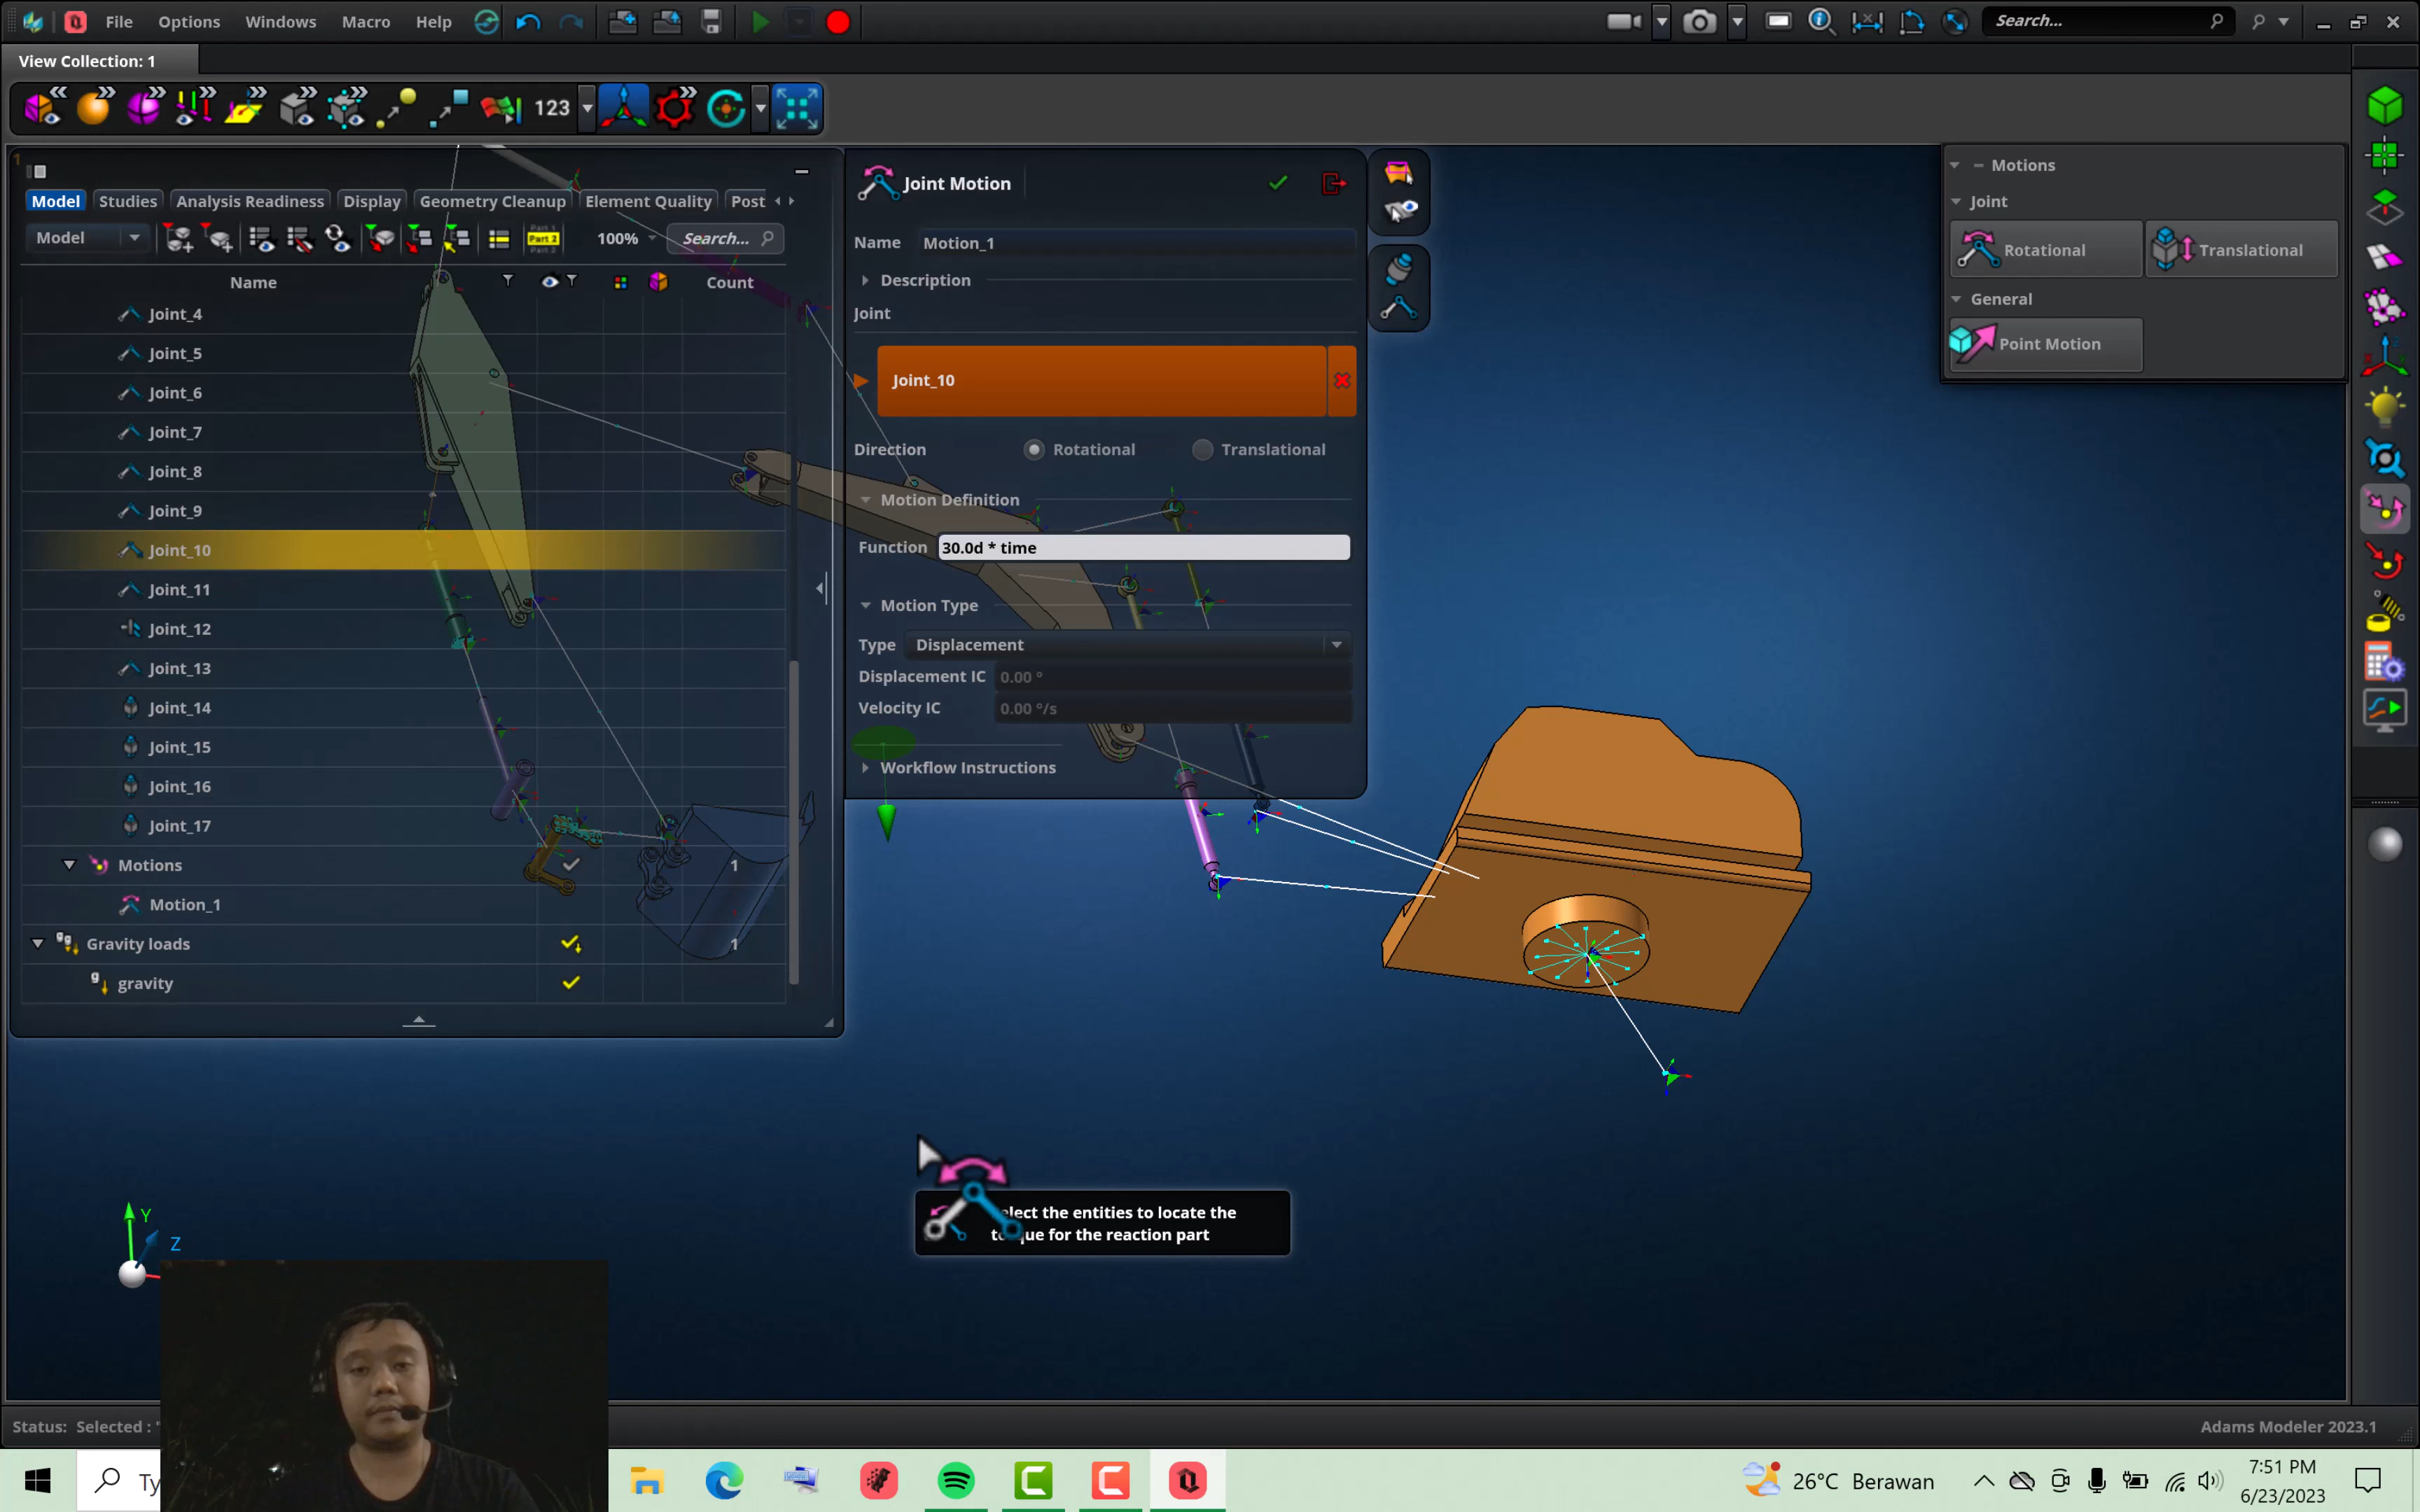 File Options Windows Macro Help
Search...
View Collection: 1
123
1
Model Studies Analysis Readiness Display Geometry Cleanup Element Quality Post
Model 100% Search...
Part 2
Name Count
Joint_4
Joint_5
Joint_6
Joint_7
Joint_8
Joint_9
Joint_10
Joint_11
Joint_12
Joint_13
Joint_14
Joint_15
Joint_16
Joint_17
Motions 1
Motion_1
Gravity loads 1
gravity
Joint Motion
Name Motion_1
Description
Joint
Joint_10
Direction Rotational Translational
Motion Definition
Function 30.0d * time
Motion Type
Type Displacement
Displacement IC 0.00 °
Velocity IC 0.00 °/s
Workflow Instructions
Motions
Joint
Rotational Translational
General
Point Motion
the entities to locate the
for the reaction part
Y
Z
Status: Selected : "
Adams Modeler 2023.1
Ty
26°C Berawan
7:51 PM
6/23/2023